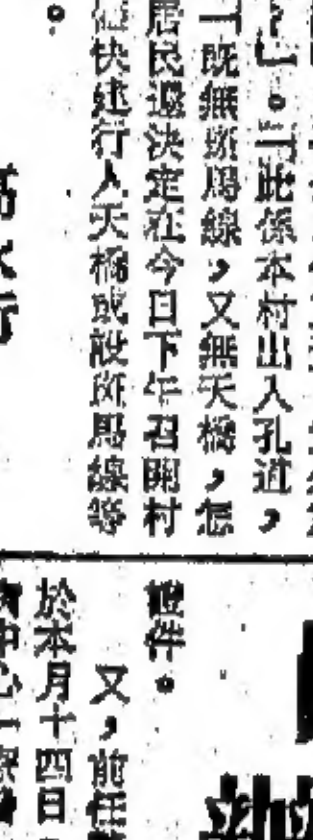 。「此係本村出入孔道,
「既無斑馬線,又無天橋,怎
居民遂決定在今日下午召開村
快建行人天橋或設斑馬線等
。
證件。
又,前任
於本月十四日
中心一